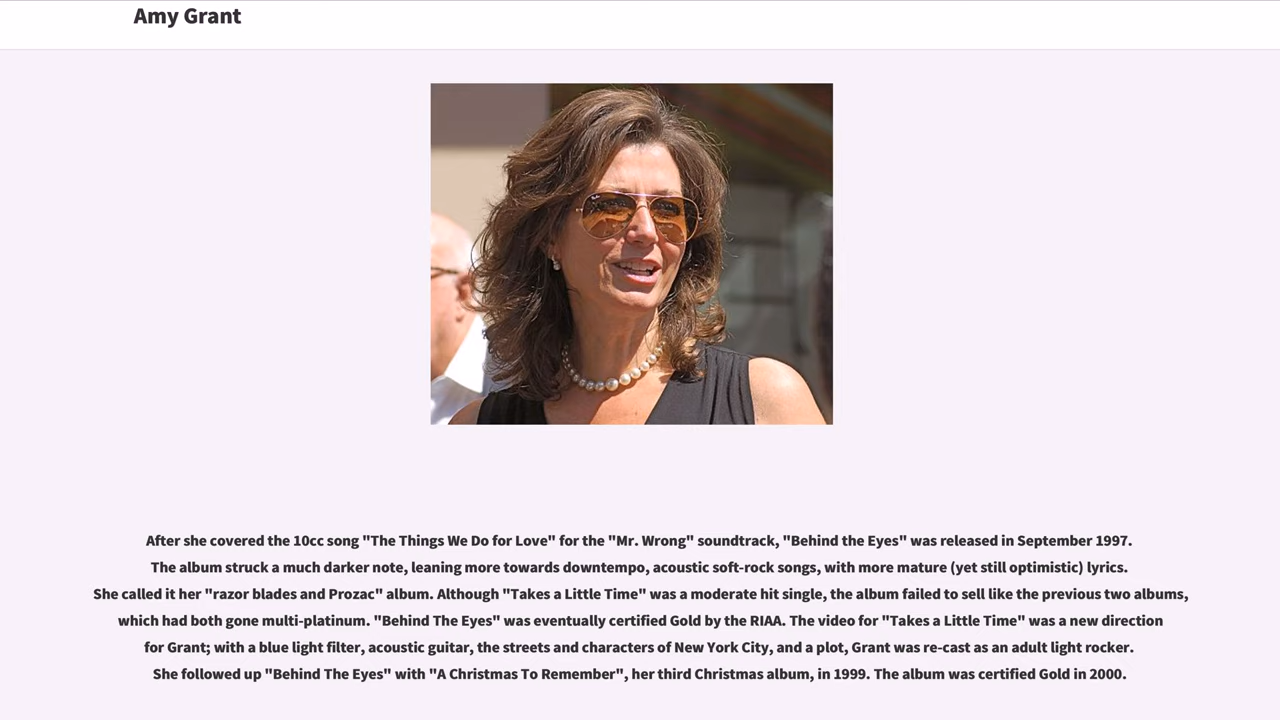 Amy Grant
After she covered the 10cc song "The Things We Do for Love" for the "Mr. Wrong" soundtrack, "Behind the Eyes" was released in September 1997.
The album struck a much darker note, leaning more towards downtempo, acoustic soft-rock songs, with more mature (yet still optimistic) lyrics.
She called it her "razor blades and Prozac" album. Although "Takes a Little Time" was a moderate hit single, the album failed to sell like the previous two albums,
which had both gone multi-platinum. "Behind The Eyes" was eventually certified Gold by the RIAA. The video for "Takes a Little Time" was a new direction
for Grant; with a blue light filter, acoustic guitar, the streets and characters of New York City, and a plot, Grant was re-cast as an adult light rocker.
She followed up "Behind The Eyes" with "A Christmas To Remember", her third Christmas album, in 1999. The album was certified Gold in 2000.